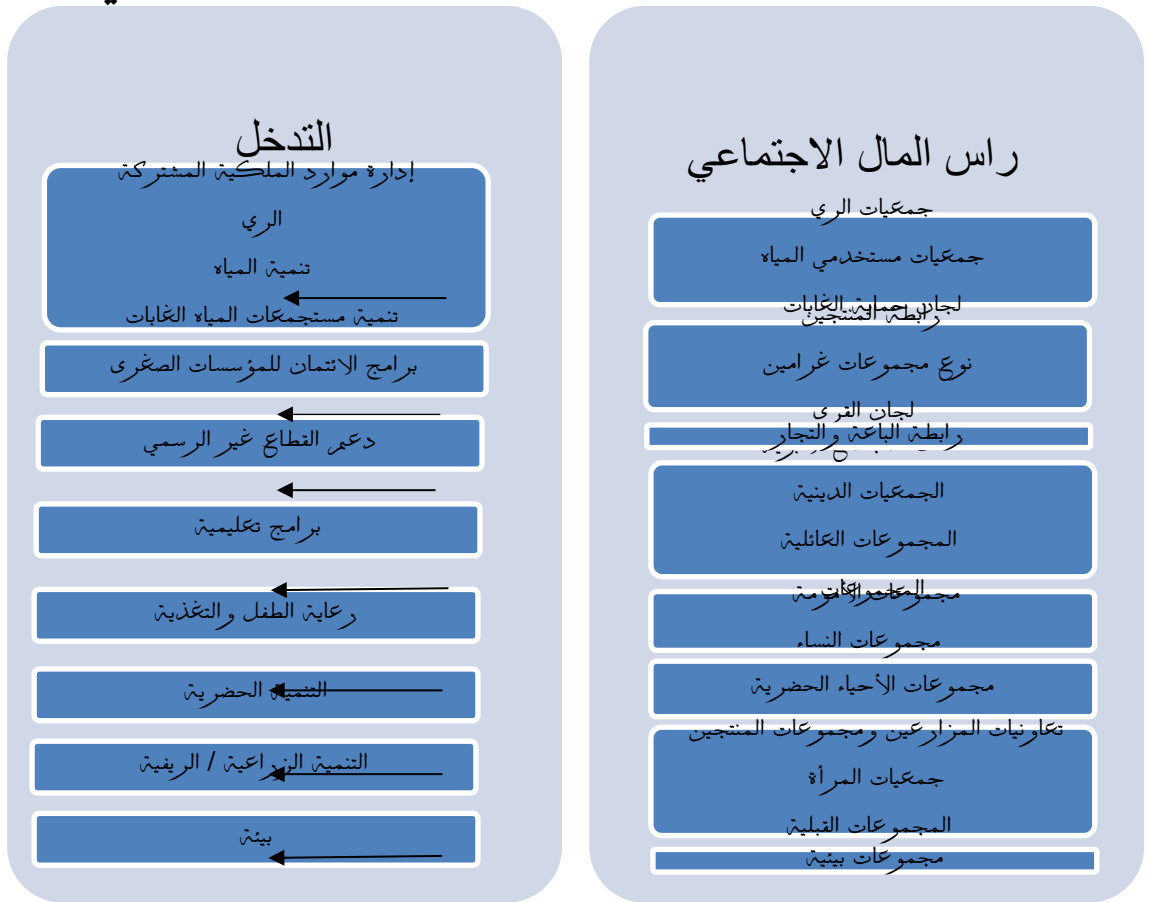 راس المال الاجتماعي
جمعيات الري
جمعيات مستخدمي المياه
لجان حماية الغابات
رابطة المنتجين
نوع مجموعات غرامين
لجان القرى
رابطة الباعة والتجار
الجمعيات الدينية
المجموعات العائلية
المجموعات
مجموعات الأمومة
مجموعات النساء
مجموعات الأحياء الحضرية
تعاونيات المزارعين ومجموعات المنتجين
جمعيات المرأة
المجموعات القبلية
مجموعات بيئية
التدخل
إدارة موارد الملكية المشتركة
الري
تنمية المياه
تنمية مستجمعات المياه الغابات
برامج الائتمان للمؤسسات الصغرى
دعم القطاع غير الرسمي
برامج تعليمية
رعاية الطفل والتغذية
التنمية الحضرية
التنمية الزراعية / الريفية
بيئة